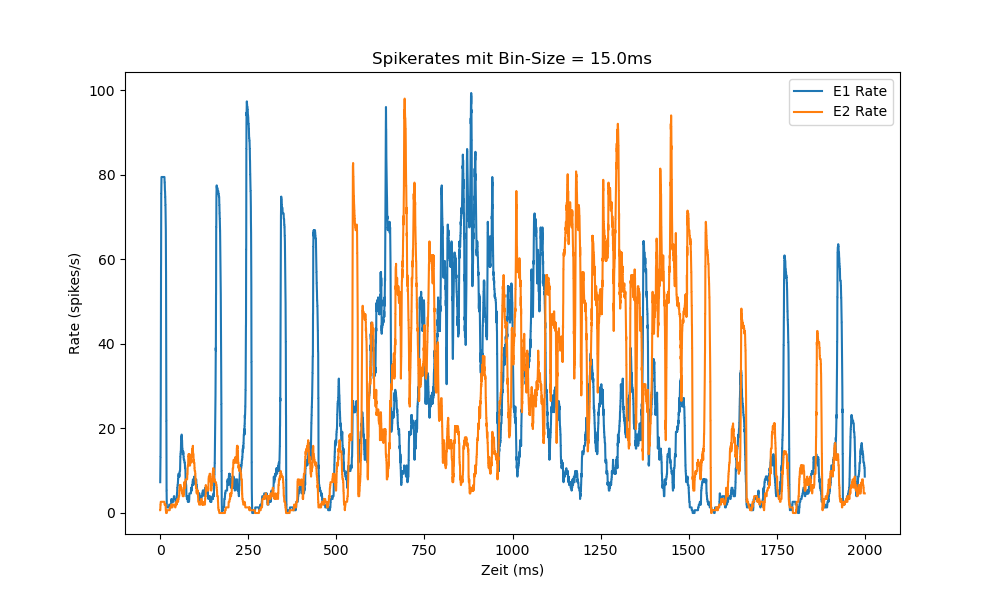 Spikerates mit Bin-Size = 15.0ms
E1 Rate
E2 Rate
100
80
60
40
20
0
Rate (spikes/s)
0 250 500 750 1000 1250 1500 1750 2000
Zeit (ms)